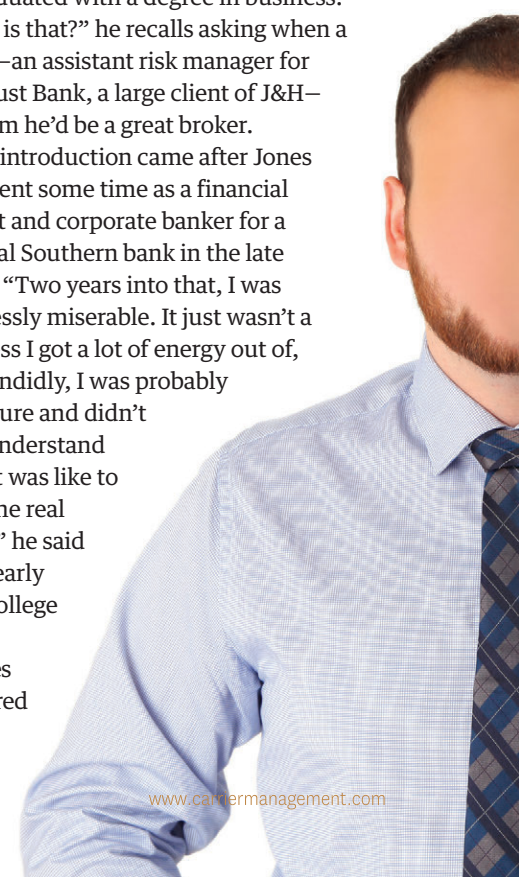 duated with a degree in business.
is that?” he recalls asking when a
—an assistant risk manager for
ust Bank, a large client of J&H—
m he’d be a great broker.
introduction came after Jones
ent some time as a financial
t and corporate banker for a
al Southern bank in the late
“Two years into that, I was
essly miserable. It just wasn’t a
ss I got a lot of energy out of,
ndidly, I was probably
ure and didn’t
nderstand
t was like to
he real
” he said
early
ollege
es
red
www.carriermanagement.com